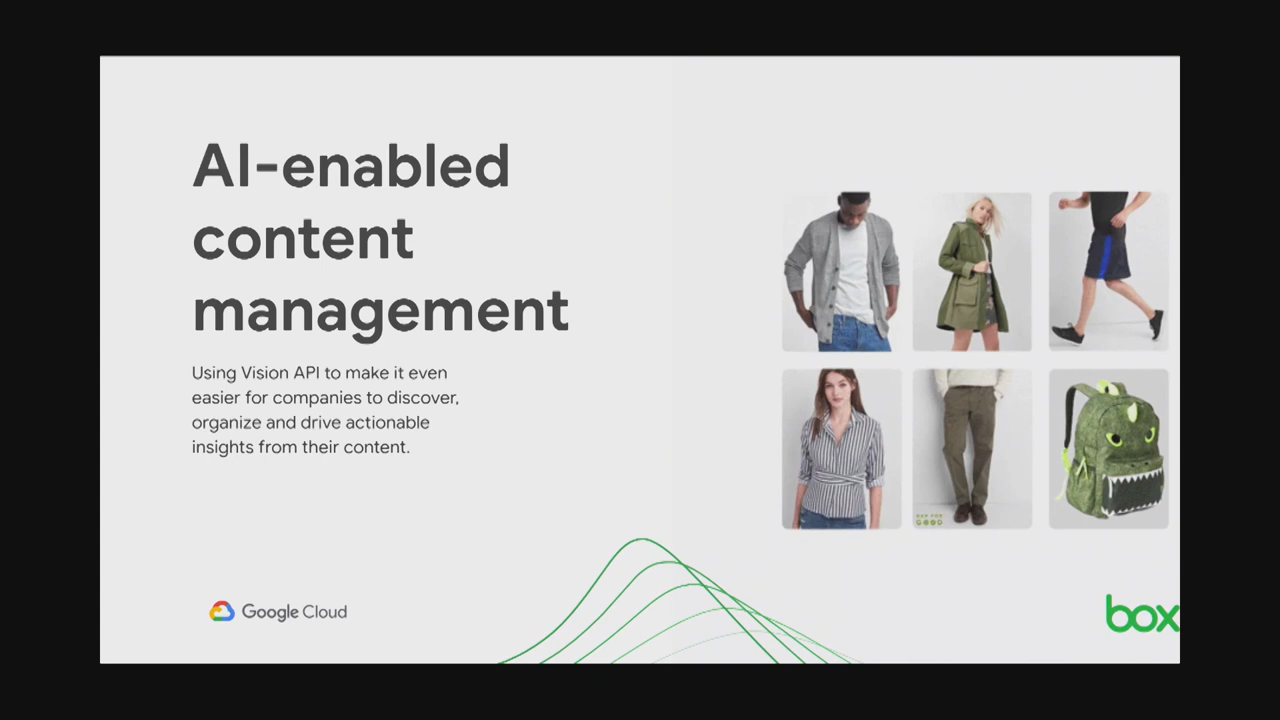 AI-enabled
content
management
Using Vision API to make it even
easier for companies to discover,
organize and drive actionable
insights from their content.
Google Cloud
box